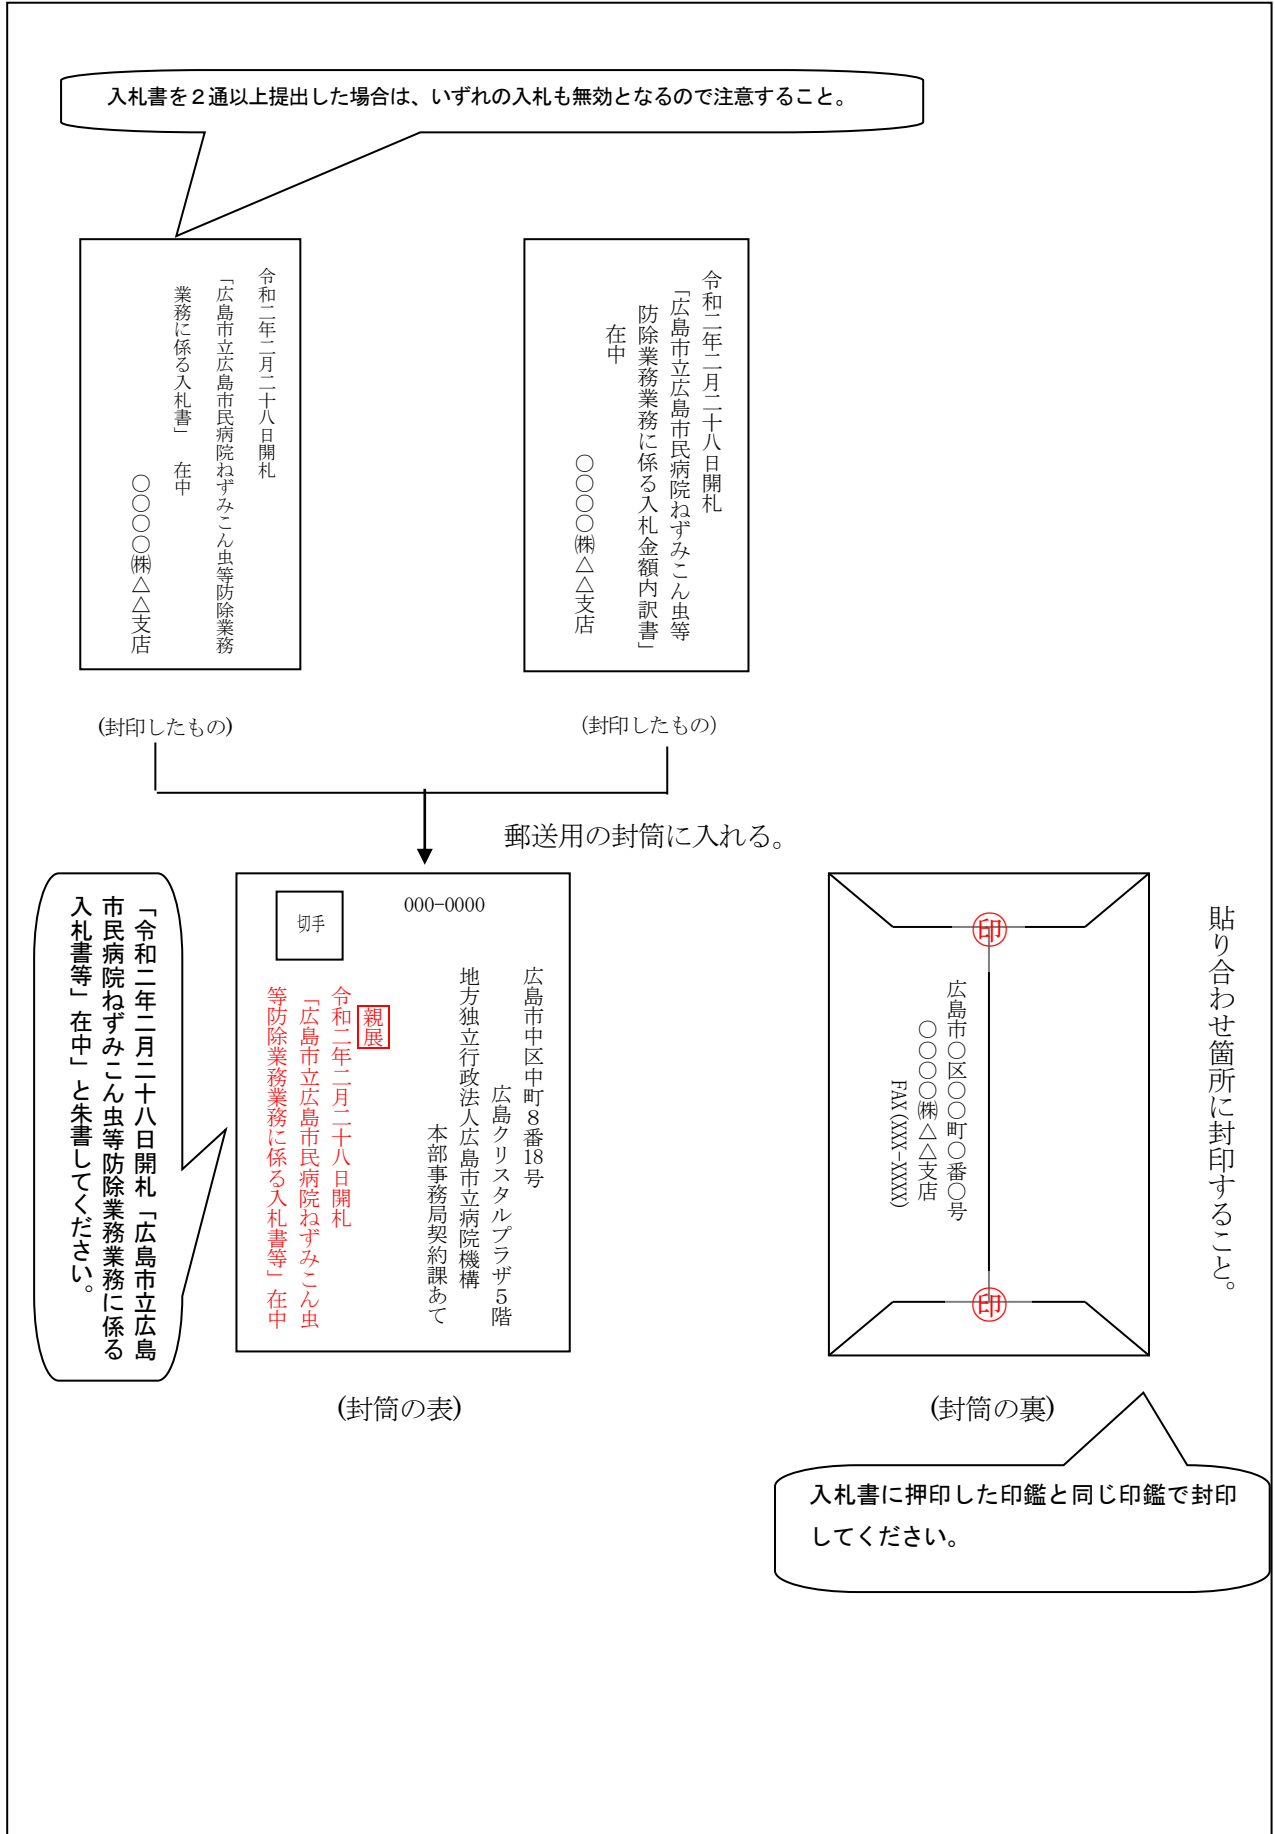 入札書を２通以上提出した場合は、いずれの入札も無効となるので注意すること。
令和二年二月二十八日開札
「広島市立広島市民病院ねずみこん虫等防除業務
業務に係る入札書」　在中
〇〇〇〇㈱△△支店
(封印したもの)
令和二年二月二十八日開札
「広島市立広島市民病院ねずみこん虫等
防除業務業務に係る入札金額内訳書」
在中
〇〇〇〇㈱△△支店
(封印したもの)
郵送用の封筒に入れる。
「令和二年二月二十八日開札「広島市立広島
市民病院ねずみこん虫等防除業務業務に係る
入札書等」在中」と朱書してください。
切手
000-0000
広島市中区中町８番18号
広島クリスタルプラザ５階
地方独立行政法人広島市立病院機構
本部事務局契約課あて
親展
令和二年二月二十八日開札
「広島市立広島市民病院ねずみこん虫
等防除業務業務に係る入札書等」在中
(封筒の表)
貼り合わせ箇所に封印すること。
印
広島市〇区〇〇町〇番〇号
〇〇〇〇㈱△△支店
FAX(XXX-XXXX)
印
(封筒の裏)
入札書に押印した印鑑と同じ印鑑で封印
してください。